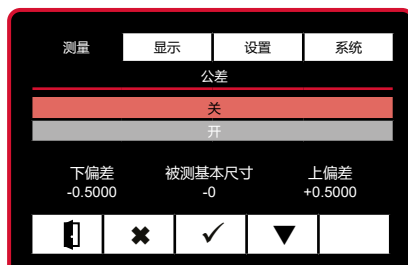 测量 显示 设置 系统
公差
关
开
下偏差 被测基本尺寸 上偏差
-0.5000 -0 +0.5000